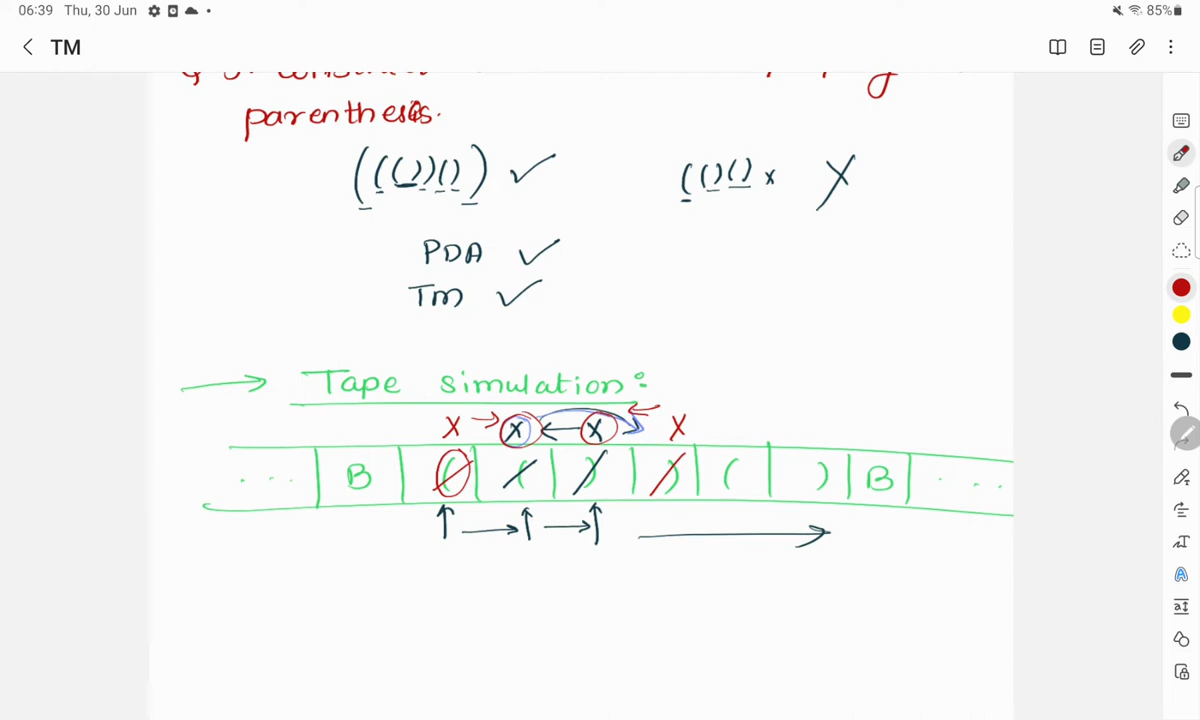 06:39 Thu, 30 Jun 85%
TM
parenthesis.
((())()) ✓ (()() x X
PDA ✓
Tm ✓
→ Tape simulation:
X → X ← X → ← X
... B ( ( ) ) ( ) B ...